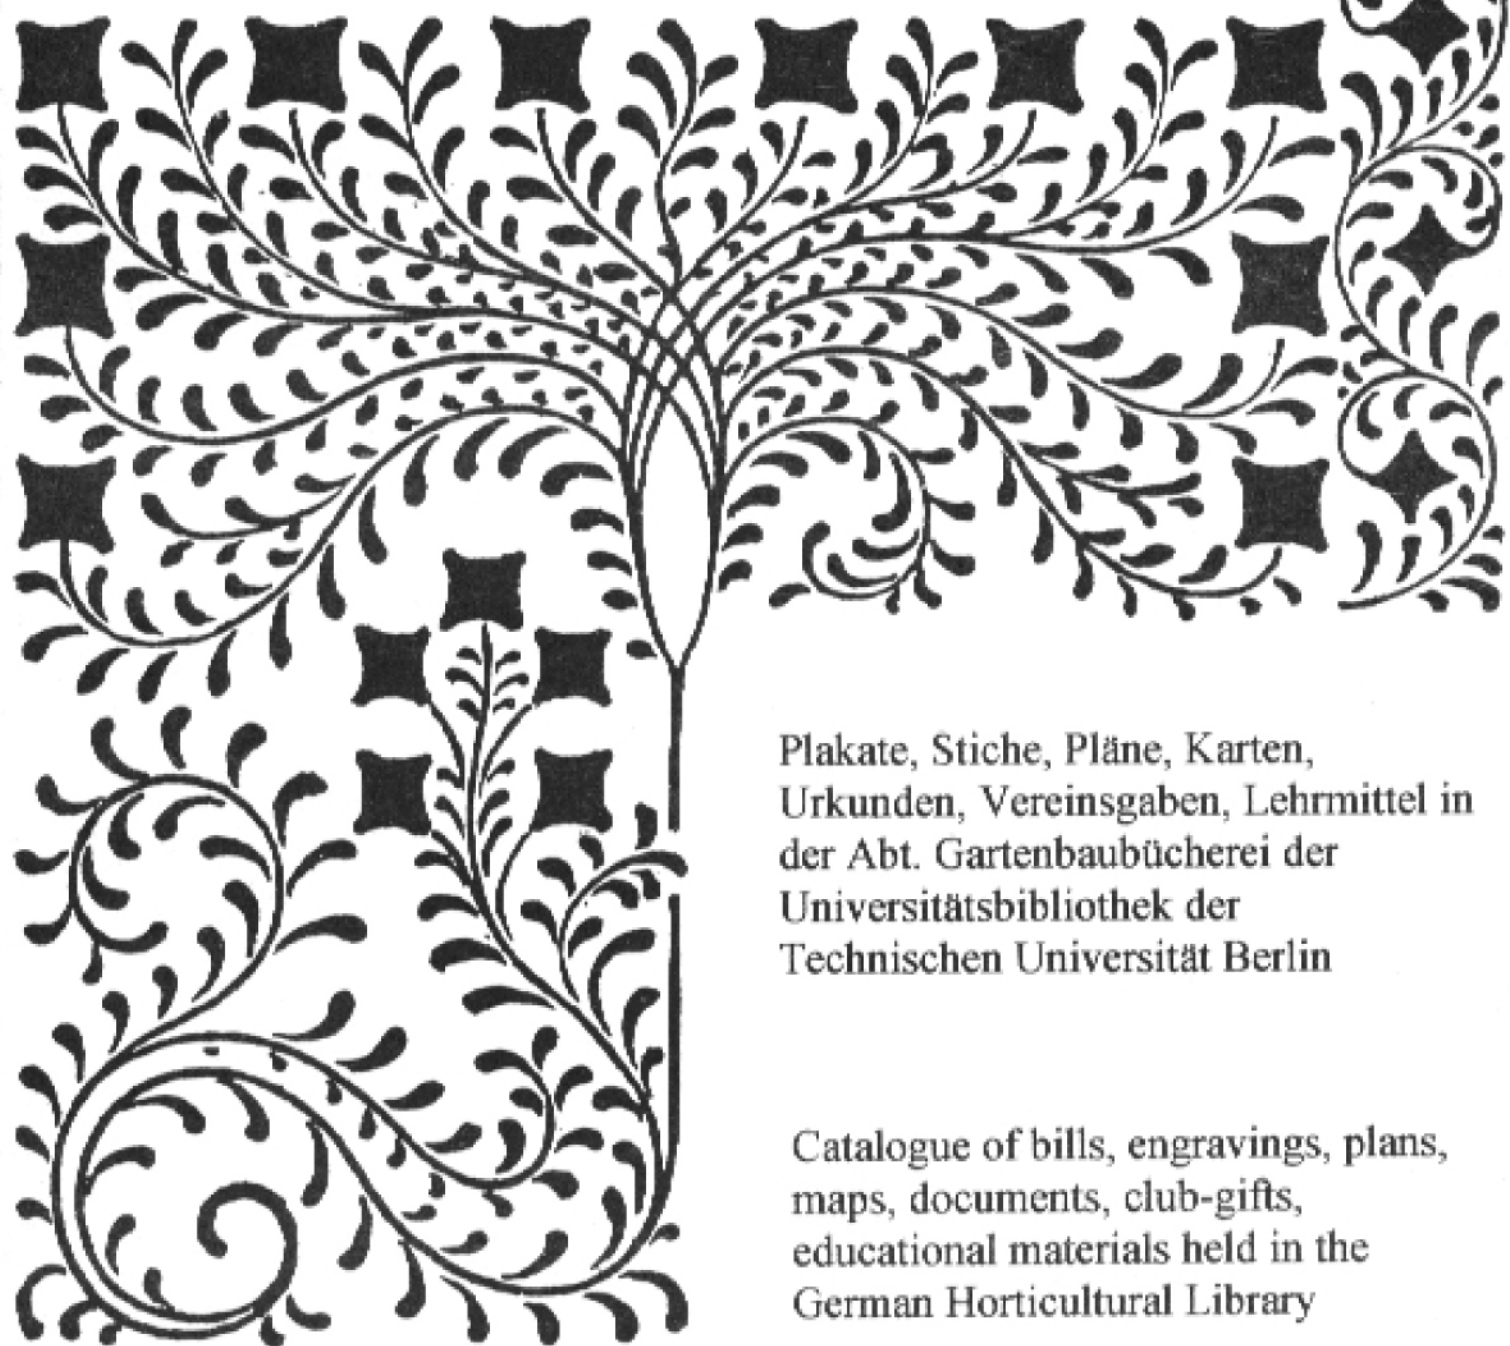 Plakate, Stiche, Pläne, Karten,
Urkunden, Vereinsgaben, Lehrmittel in
der Abt. Gartenbaubücherei der
Universitätsbibliothek der
Technischen Universität Berlin
Catalogue of bills, engravings, plans,
maps, documents, club-gifts,
educational materials held in the
German Horticultural Library